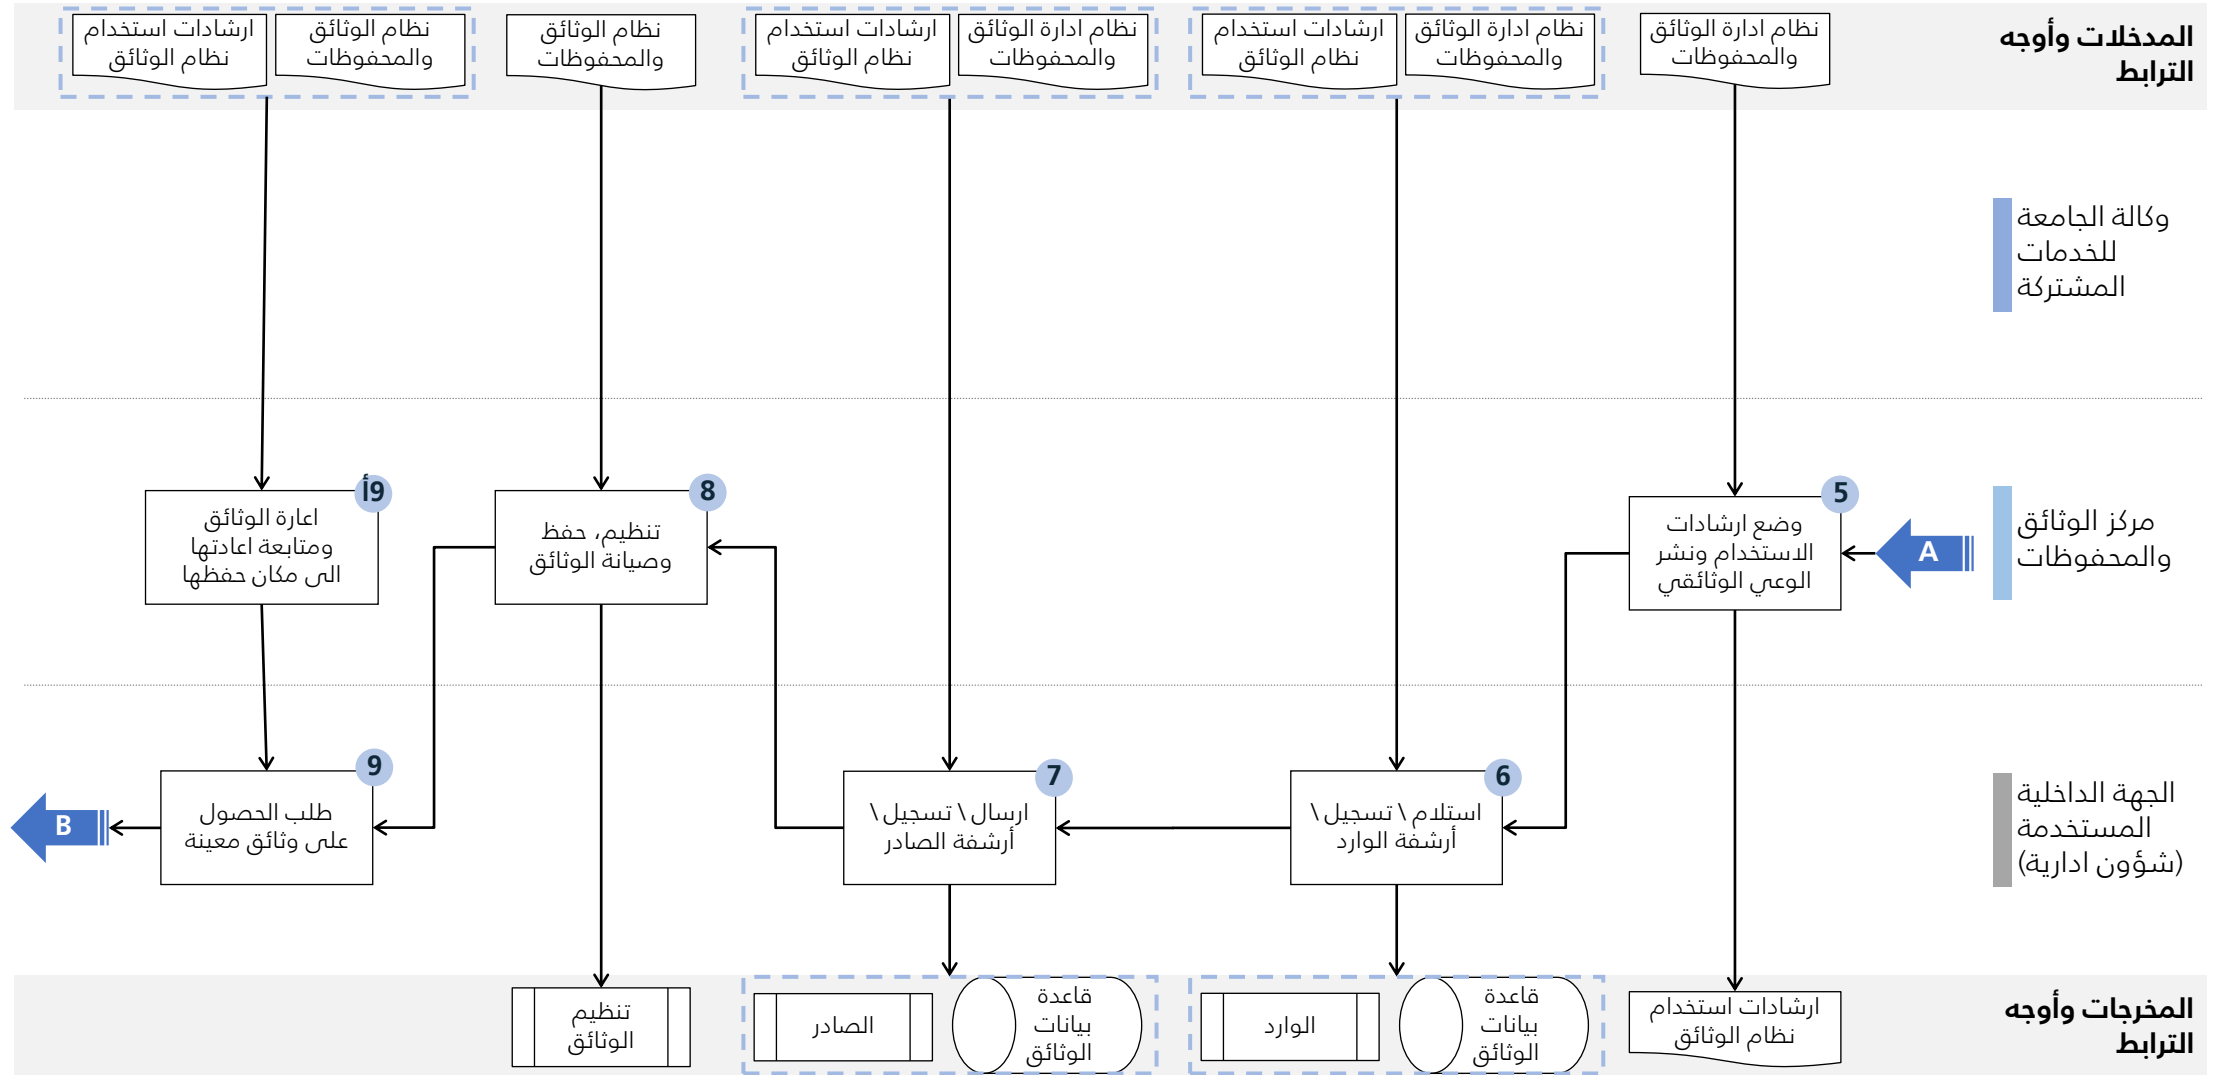 المدخلات وأوجه
الترابط
نظام ادارة الوثائق
والمحفوظات
نظام ادارة الوثائق
والمحفوظات
ارشادات استخدام
نظام الوثائق
نظام ادارة الوثائق
والمحفوظات
ارشادات استخدام
نظام الوثائق
نظام الوثائق
والمحفوظات
نظام الوثائق
والمحفوظات
ارشادات استخدام
نظام الوثائق
وكالة الجامعة
للخدمات
المشتركة
مركز الوثائق
والمحفوظات
A
5
وضع ارشادات
الاستخدام ونشر
الوعي الوثائقي
8
تنظيم، حفظ
وصيانة الوثائق
9أ
اعارة الوثائق
ومتابعة اعادتها
الى مكان حفظها
الجهة الداخلية
المستخدمة
(شؤون ادارية)
6
استلام \ تسجيل \
أرشفة الوارد
7
ارسال \ تسجيل \
أرشفة الصادر
9
طلب الحصول
على وثائق معينة
B
المخرجات وأوجه
الترابط
ارشادات استخدام
نظام الوثائق
قاعدة
بيانات
الوثائق
الوارد
قاعدة
بيانات
الوثائق
الصادر
تنظيم
الوثائق